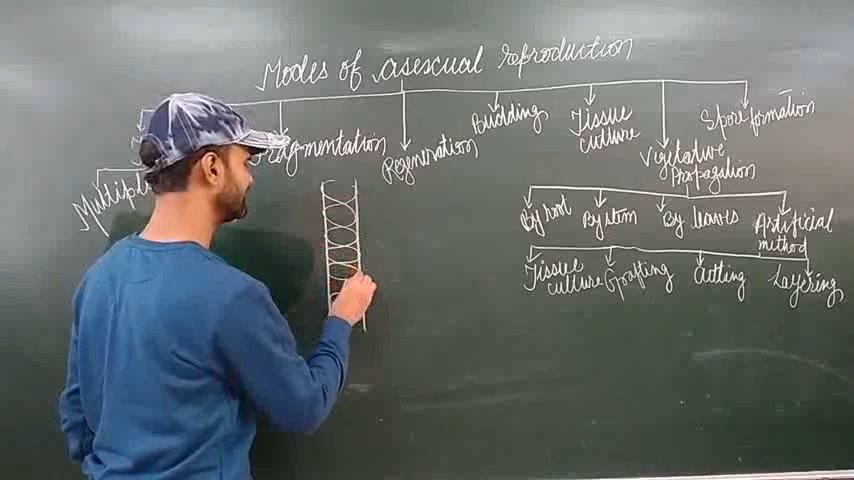 Modes of asescual reproduction
Fragmentation
Regeneration
Budding
Tissue
culture
Vegetative
Propagation
Spore formation
Multiple
By root
By stem
By leaves
Artificial
method
Tissue
culture
Grafting
Cutting
Layering